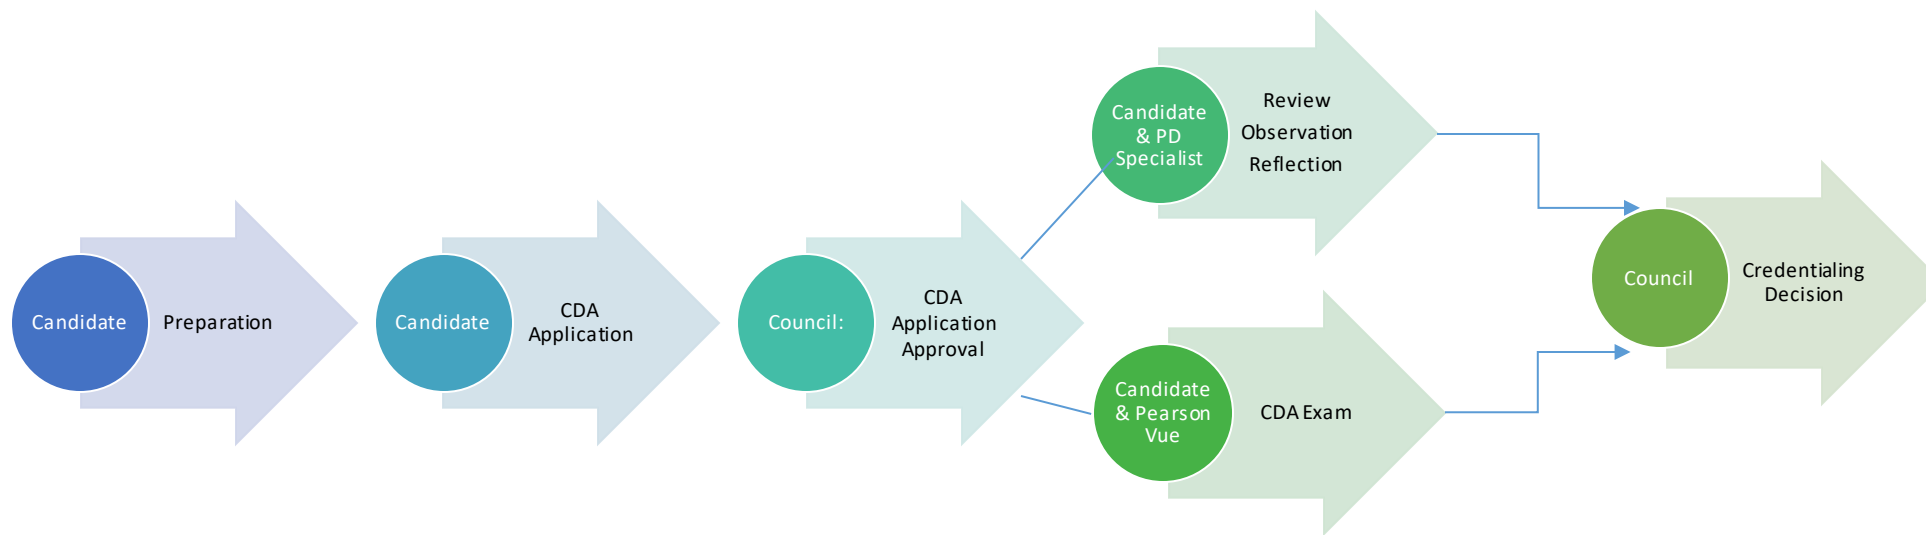 Candidate
Preparation
Candidate
CDA
Application
Council:
CDA
Application
Approval
Candidate
& PD
Specialist
Review
Observation
Reflection
Candidate
& Pearson
Vue
CDA Exam
Council
Credentialing
Decision